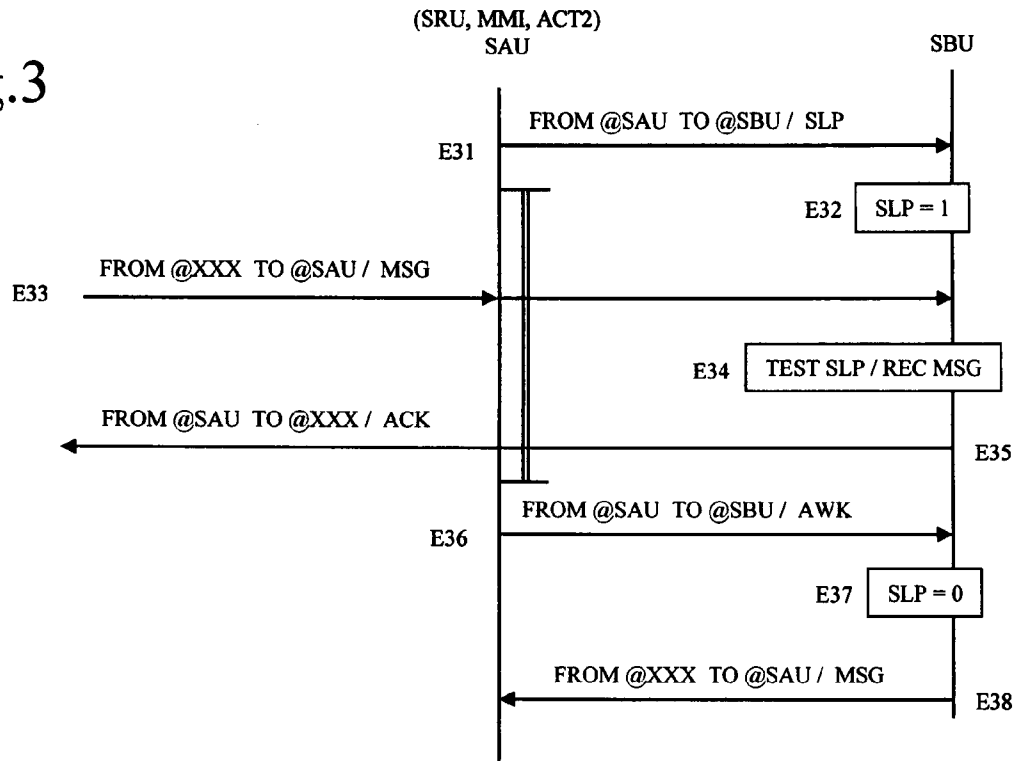 (SRU, MMI, ACT2)
SAU
SBU
g.3
FROM @SAU TO @SBU / SLP
E31
E32
SLP = 1
FROM @XXX TO @SAU / MSG
E33
E34
TEST SLP / REC MSG
FROM @SAU TO @XXX / ACK
E35
FROM @SAU TO @SBU / AWK
E36
E37
SLP = 0
FROM @XXX TO @SAU / MSG
E38